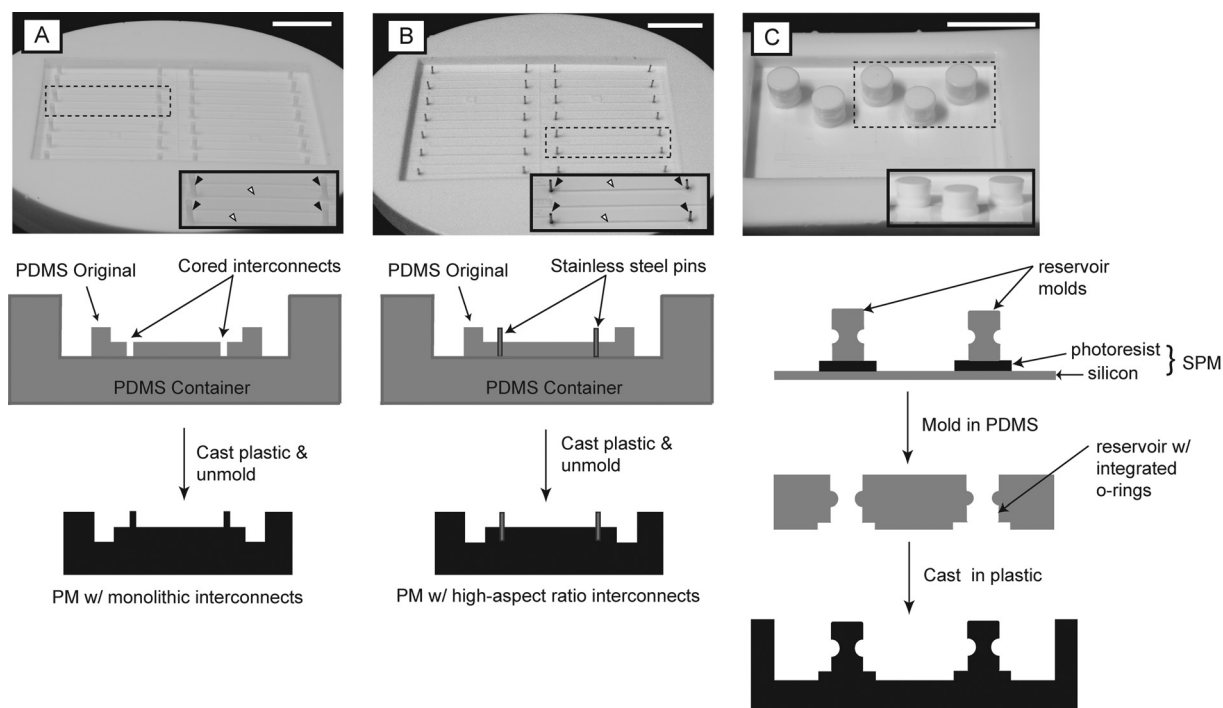 A
B
C
PDMS Original
Cored interconnects
PDMS Container
Cast plastic &
unmold
PM w/ monolithic interconnects
PDMS Original
Stainless steel pins
PDMS Container
Cast plastic &
unmold
PM w/ high-aspect ratio interconnects
reservoir
molds
photoresist
silicon
} SPM
Mold in PDMS
reservoir w/
integrated
o-rings
Cast in plastic